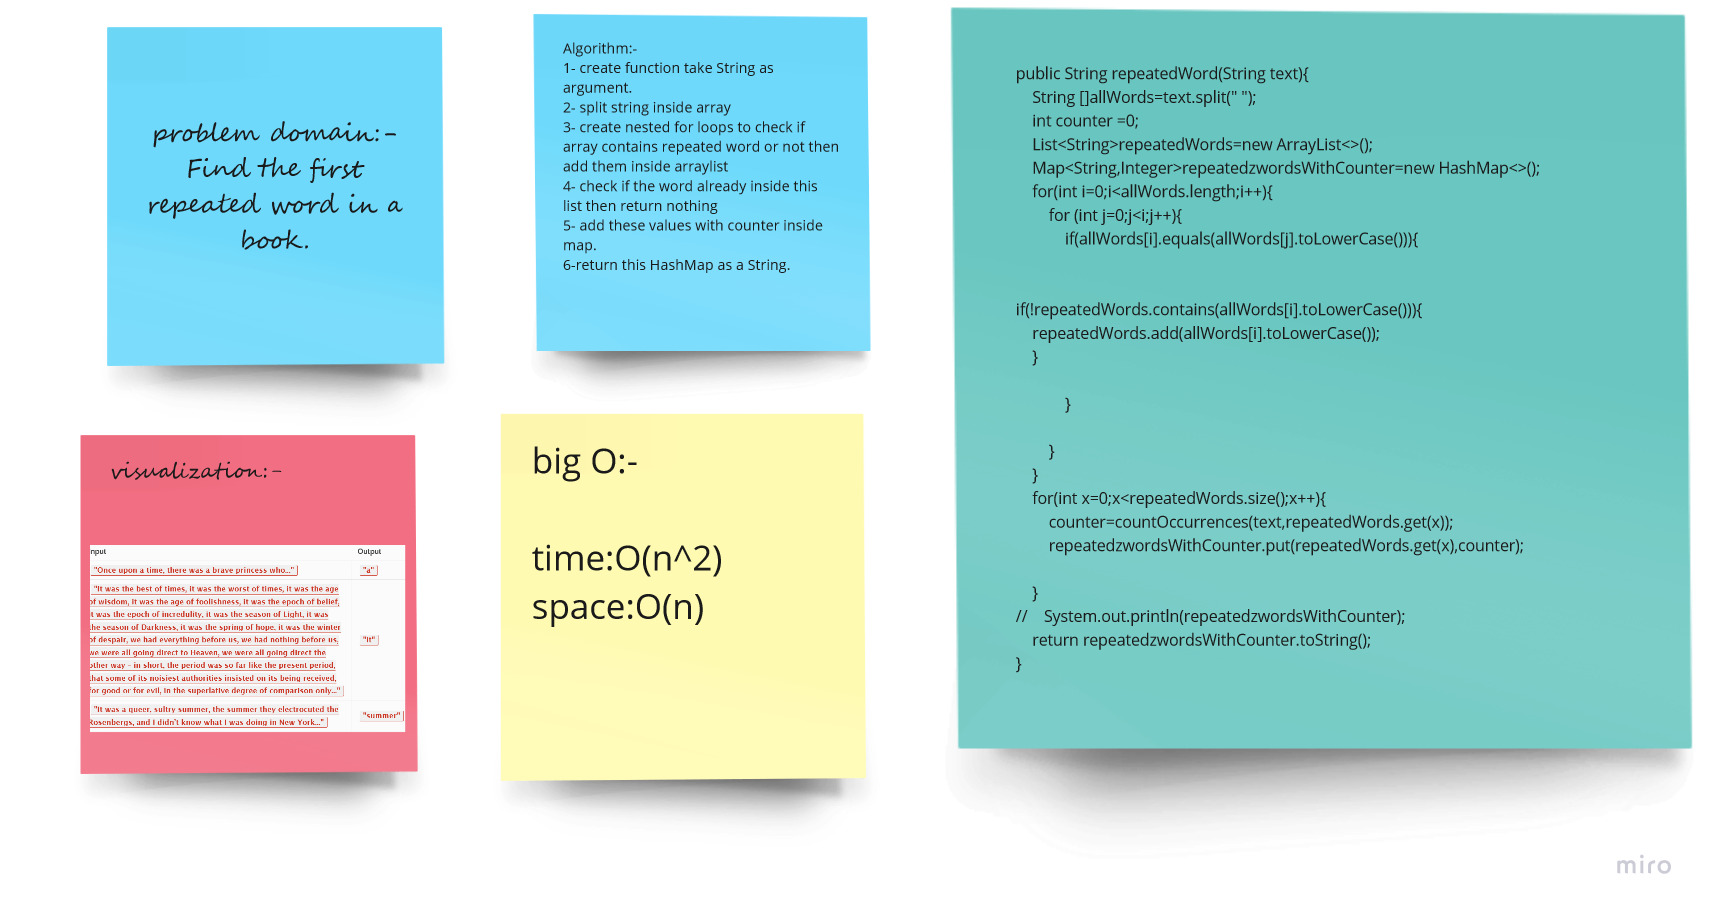 problem domain:-
Find the first
repeated word in a
book.
Algorithm:-
1- create function take String as
argument.
2- split string inside array
3- create nested for loops to check if
array contains repeated word or not then
add them inside arraylist
4- check if the word already inside this
list then return nothing
5- add these values with counter inside
map.
6-return this HashMap as a String.
visualization:-
nput Output
"Once upon a time, there was a brave princess who..." "a"
"It was the best of times, it was the worst of times, it was the age
of wisdom, it was the age of foolishness, it was the epoch of belief,
it was the epoch of incredulity, it was the season of Light, it was
the season of Darkness, it was the spring of hope, it was the winter
of despair, we had everything before us, we had nothing before us,
we were all going direct to Heaven, we were all going direct the
other way – in short, the period was so far like the present period,
that some of its noisiest authorities insisted on its being received,
for good or for evil, in the superlative degree of comparison only..."
"it"
"It was a queer, sultry summer, the summer they electrocuted the
Rosenbergs, and I didn't know what I was doing in New York..."
"summer"
big O:-
time:O(n^2)
space:O(n)
public String repeatedWord(String text){
String []allWords=text.split(" ");
int counter =0;
List<String>repeatedWords=new ArrayList<>();
Map<String,Integer>repeatedzwordsWithCounter=new HashMap<>();
for(int i=0;i<allWords.length;i++){
for (int j=0;j<i;j++){
if(allWords[i].equals(allWords[j].toLowerCase())){
if(!repeatedWords.contains(allWords[i].toLowerCase())){
repeatedWords.add(allWords[i].toLowerCase());
}
}
}
}
for(int x=0;x<repeatedWords.size();x++){
counter=countOccurrences(text,repeatedWords.get(x));
repeatedzwordsWithCounter.put(repeatedWords.get(x),counter);
}
// System.out.println(repeatedzwordsWithCounter);
return repeatedzwordsWithCounter.toString();
}
miro